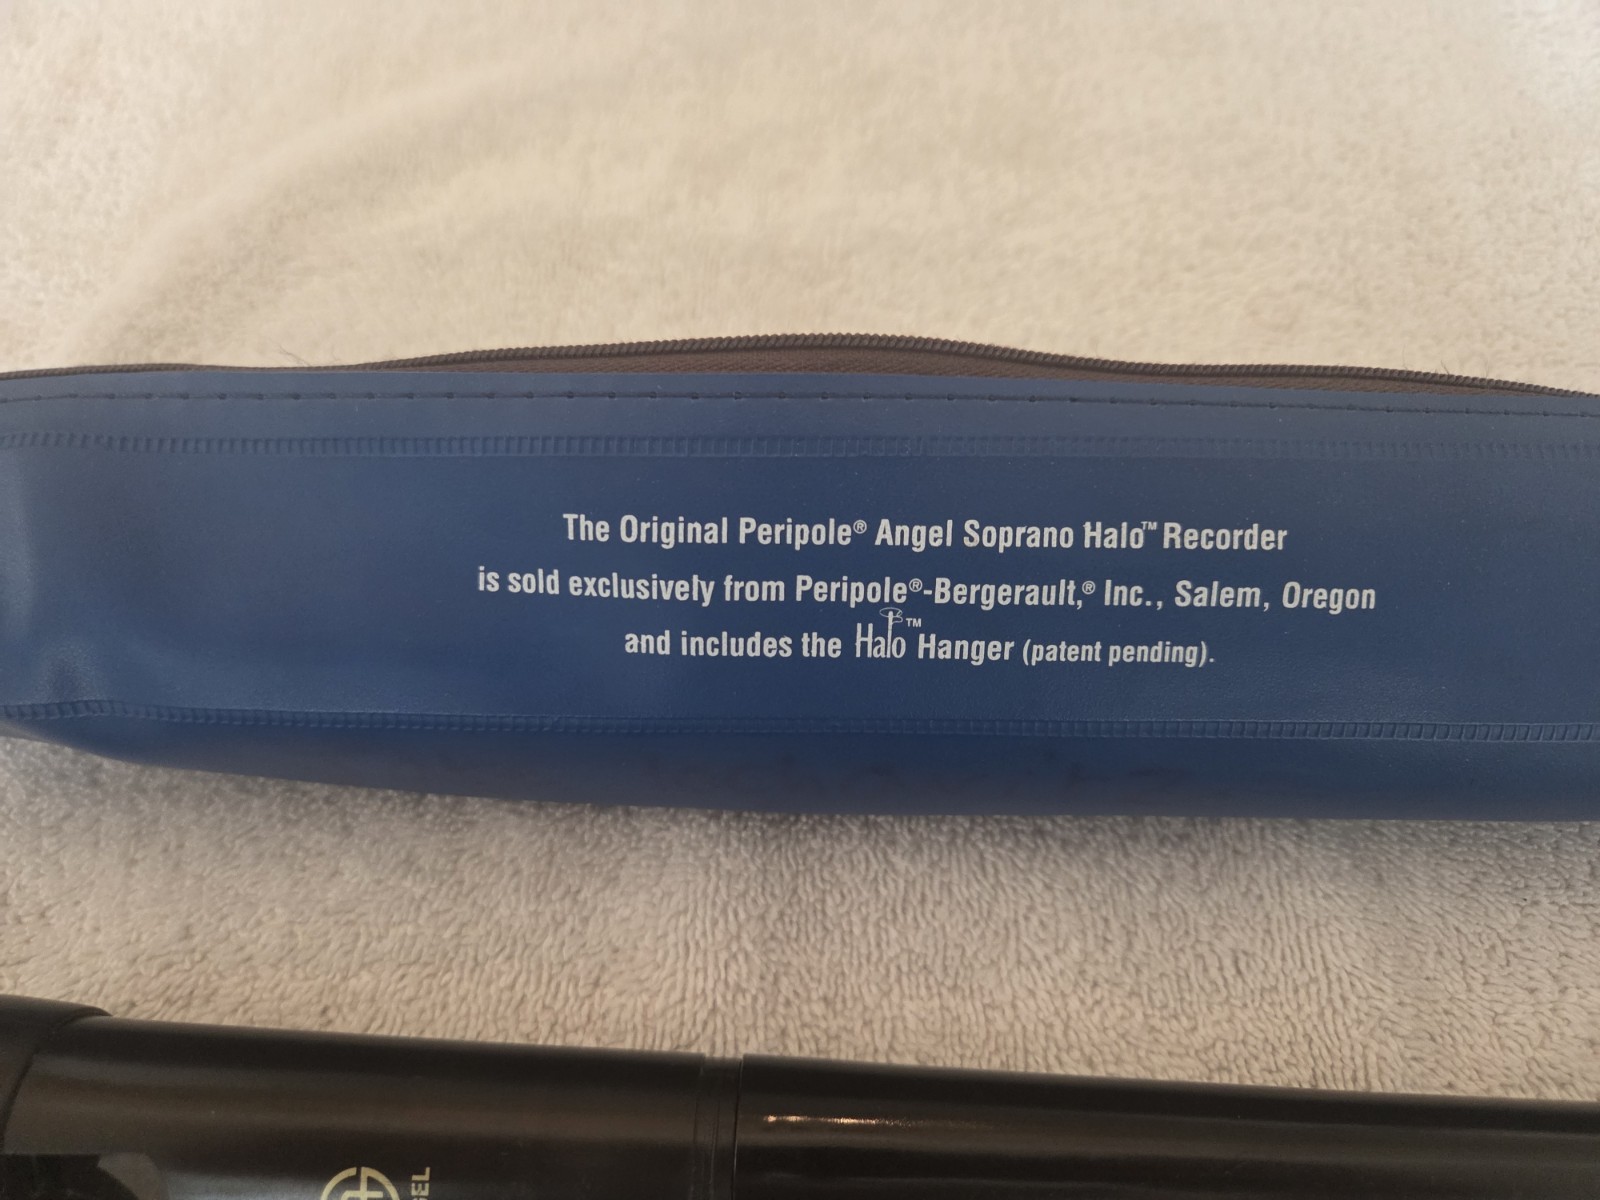 The Original Peripole® Angel Soprano Halo™ Recorder
is sold exclusively from Peripole®-Bergerault,® Inc., Salem, Oregon
and includes the Halo™ Hanger (patent pending).